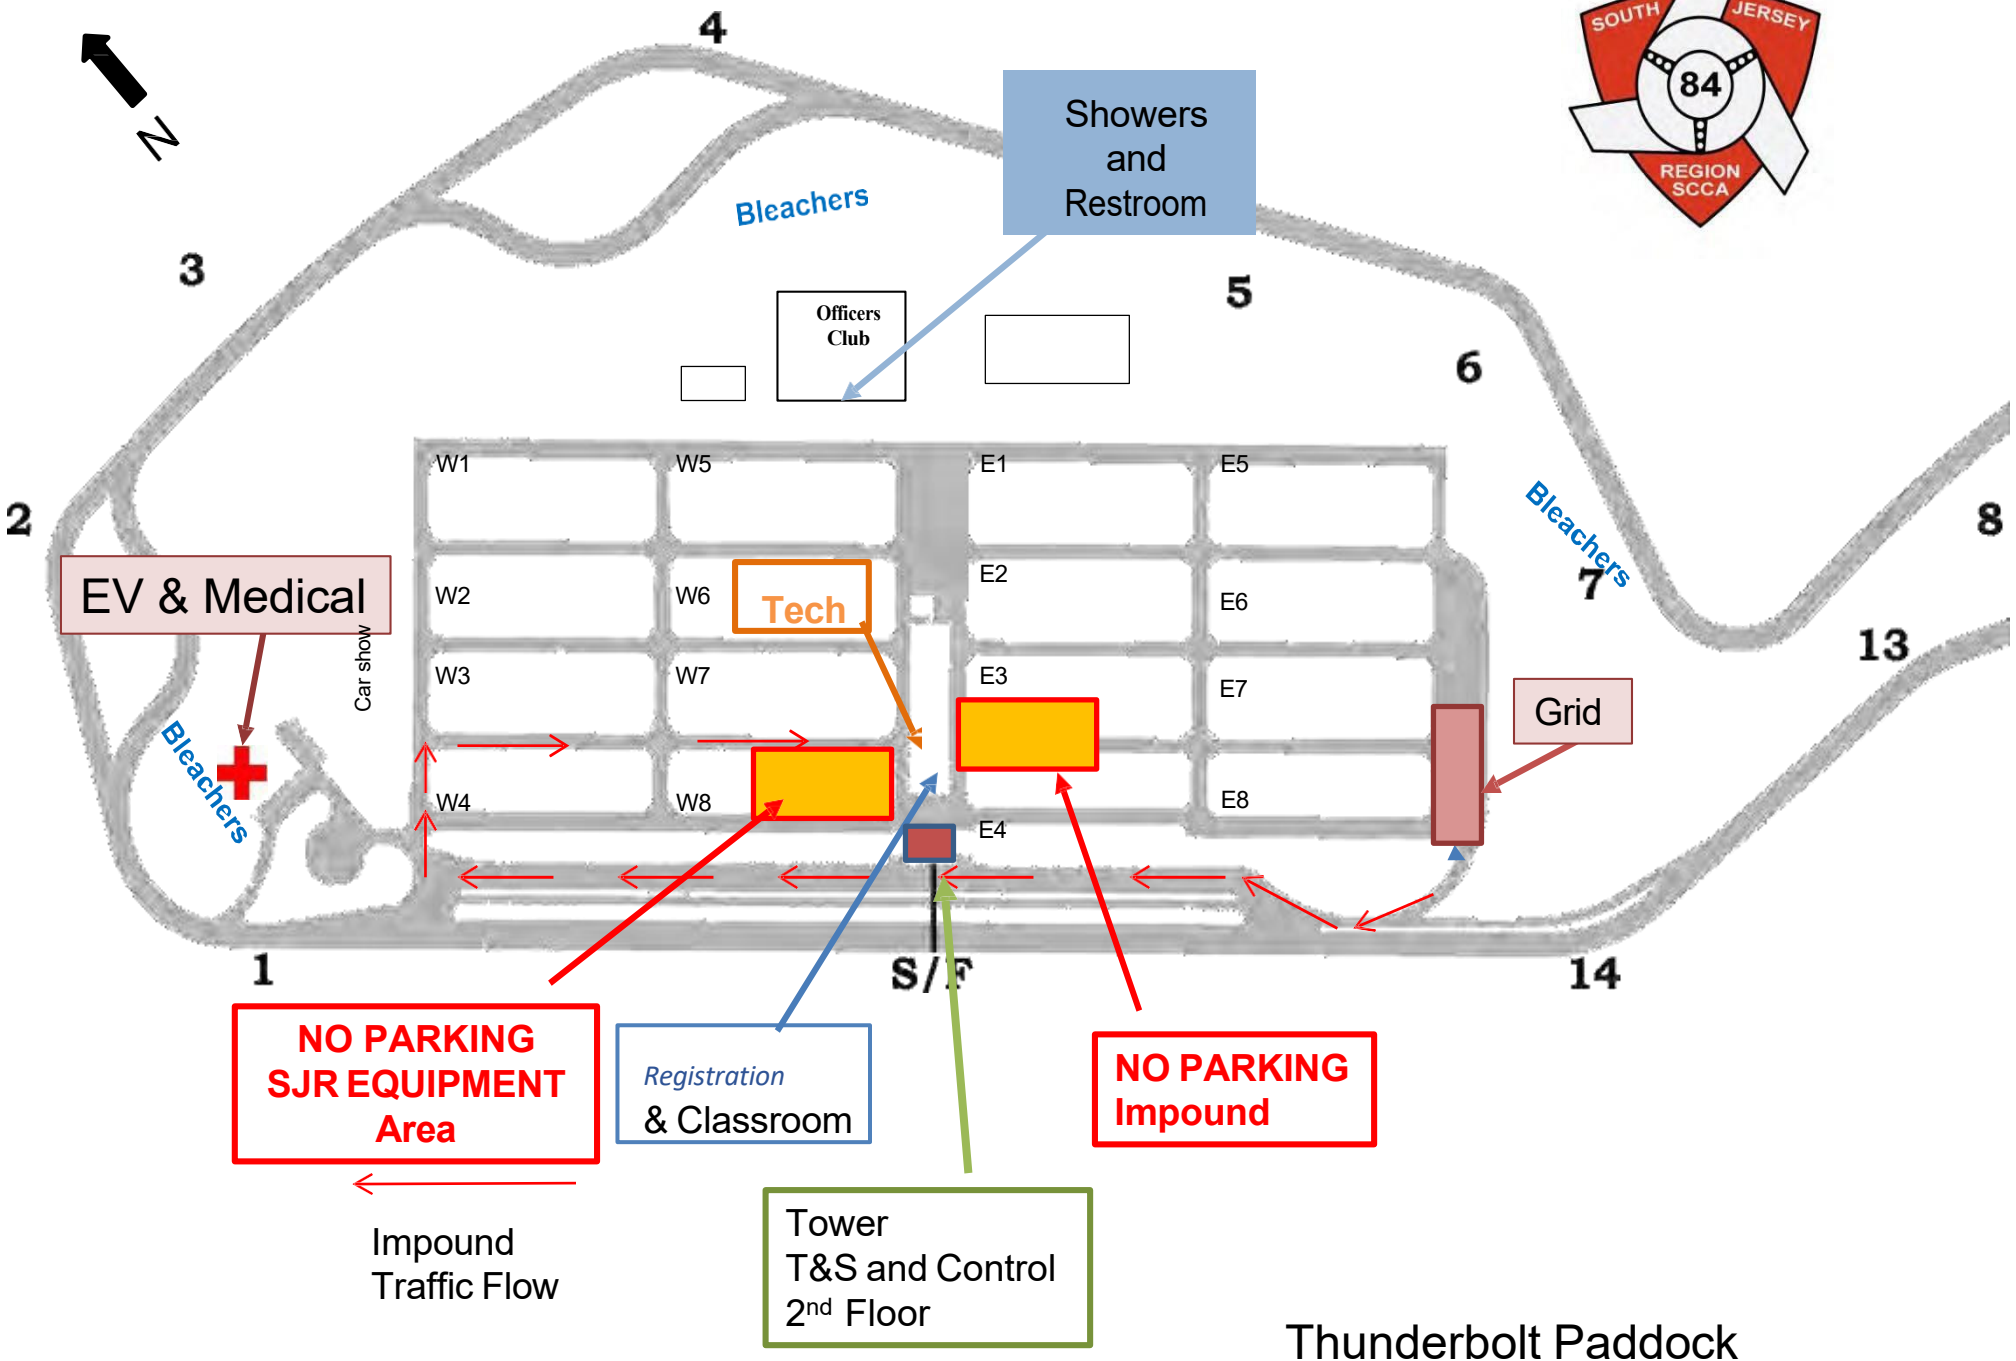 4
SOUTH
JERSEY
84
REGION
SCCA
N
Showers
and
Restroom
Bleachers
3
5
Officers
Club
6
W1
W5
E1
E5
Bleachers
2
8
EV & Medical
W2
W6
Tech
E2
E6
7
Car show
13
W3
W7
E3
E7
Grid
Bleachers
W4
W8
E4
E8
1
S/F
14
NO PARKING
SJR EQUIPMENT
Area
Registration
& Classroom
NO PARKING
Impound
Impound
Traffic Flow
Tower
T&S and Control
2nd Floor
Thunderbolt Paddock